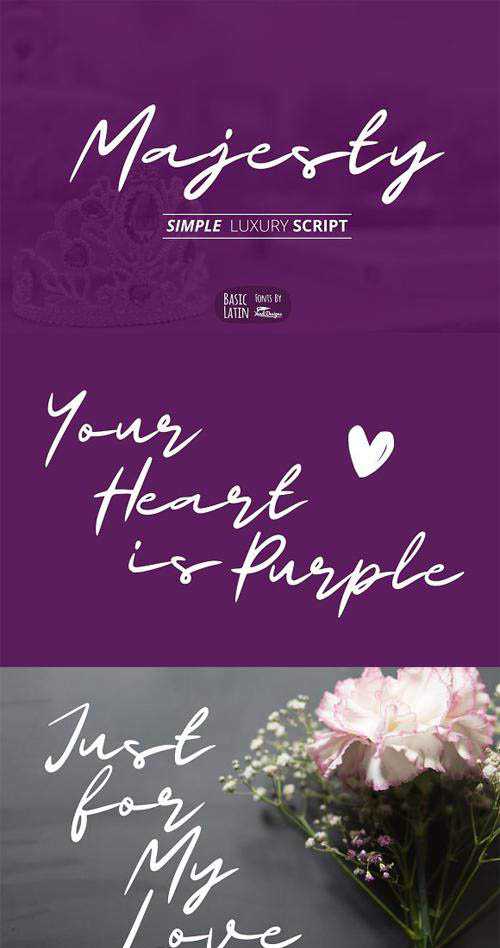 Majesty
SIMPLE LUXURY SCRIPT
BASIC LATIN
FONTS BY
Your
Heart
is Purple
Just
for
My
Love